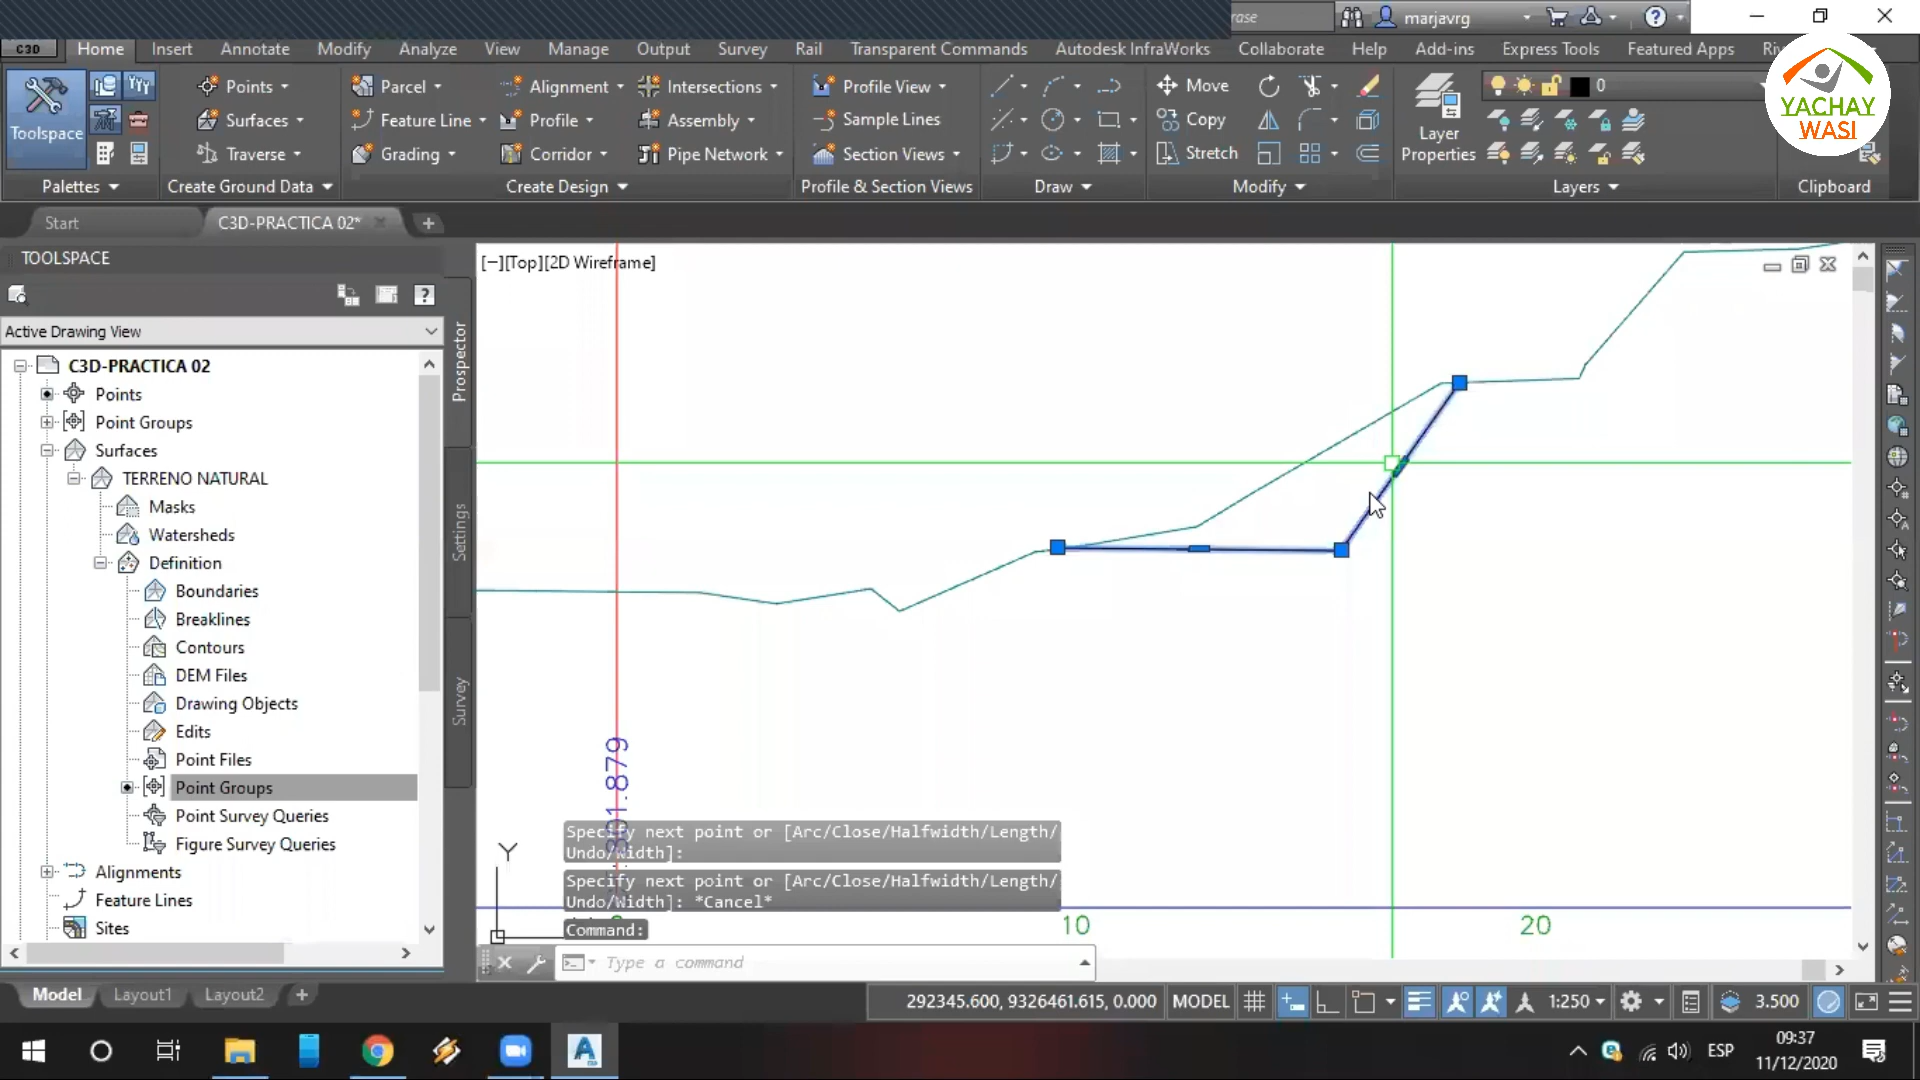 rase
marjavrg
C3D
Home Insert Annotate Modify Analyze View Manage Output Survey Rail Transparent Commands Autodesk InfraWorks Collaborate Help Add-ins Express Tools Featured Apps
YACHAY
WASI
Toolspace
Points Parcel Alignment Intersections Profile View Move 0
Surfaces Feature Line Profile Assembly Sample Lines Copy
Layer
Properties
Traverse Grading Corridor Pipe Network Section Views Stretch
Palettes Create Ground Data Create Design Profile & Section Views Draw Modify Layers Clipboard
Start C3D-PRACTICA 02*
TOOLSPACE
[−][Top][2D Wireframe]
Active Drawing View
Prospector
Settings
Survey
C3D-PRACTICA 02
Points
Point Groups
Surfaces
TERRENO NATURAL
Masks
Watersheds
Definition
Boundaries
Breaklines
Contours
DEM Files
Drawing Objects
Edits
Point Files
Point Groups
Point Survey Queries
Figure Survey Queries
Alignments
Feature Lines
Sites
Y
Specify next point or [Arc/Close/Halfwidth/Length/
Undo/Width]:
Specify next point or [Arc/Close/Halfwidth/Length/
Undo/Width]: *Cancel*
Command:
10 20
Type a command
Model Layout1 Layout2
292345.600, 9326461.615, 0.000 MODEL 1:250 3.500
ESP
09:37
11/12/2020